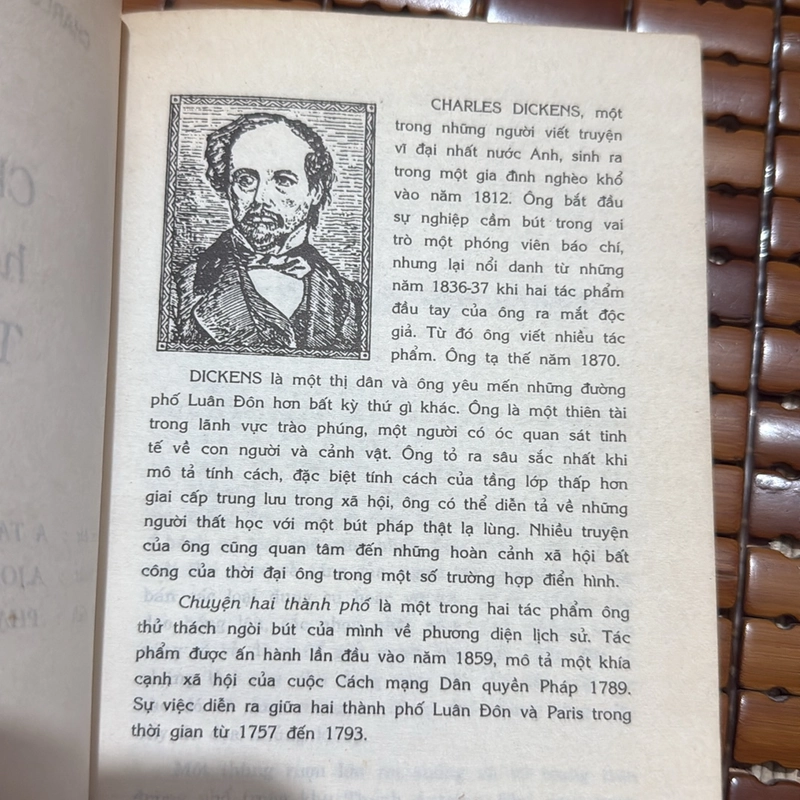 CHARLES DICKENS, một
trong những người viết truyện
vĩ đại nhất nước Anh, sinh ra
trong một gia đình nghèo khổ
vào năm 1812. Ông bắt đầu
sự nghiệp cầm bút trong vai
trò một phóng viên báo chí,
nhưng lại nổi danh từ những
năm 1836-37 khi hai tác phẩm
đầu tay của ông ra mắt độc
giả. Từ đó ông viết nhiều tác
phẩm. Ông tạ thế năm 1870.
DICKENS là một thị dân và ông yêu mến những đường
phố Luân Đôn hơn bất kỳ thứ gì khác. Ông là một thiên tài
trong lãnh vực trào phúng, một người có óc quan sát tinh
tế về con người và cảnh vật. Ông tỏ ra sâu sắc nhất khi
mô tả tính cách, đặc biệt tính cách của tầng lớp thấp hơn
giai cấp trung lưu trong xã hội, ông có thể diễn tả về những
người thất học với một bút pháp thật lạ lùng. Nhiều truyện
của ông cũng quan tâm đến những hoàn cảnh xã hội bất
công của thời đại ông trong một số trường hợp điển hình.
Chuyện hai thành phố là một trong hai tác phẩm ông
thử thách ngòi bút của mình về phương diện lịch sử. Tác
phẩm được ấn hành lần đầu vào năm 1859, mô tả một khía
cạnh xã hội của cuộc Cách mạng Dân quyền Pháp 1789.
Sự việc diễn ra giữa hai thành phố Luân Đôn và Paris trong
thời gian từ 1757 đến 1793.